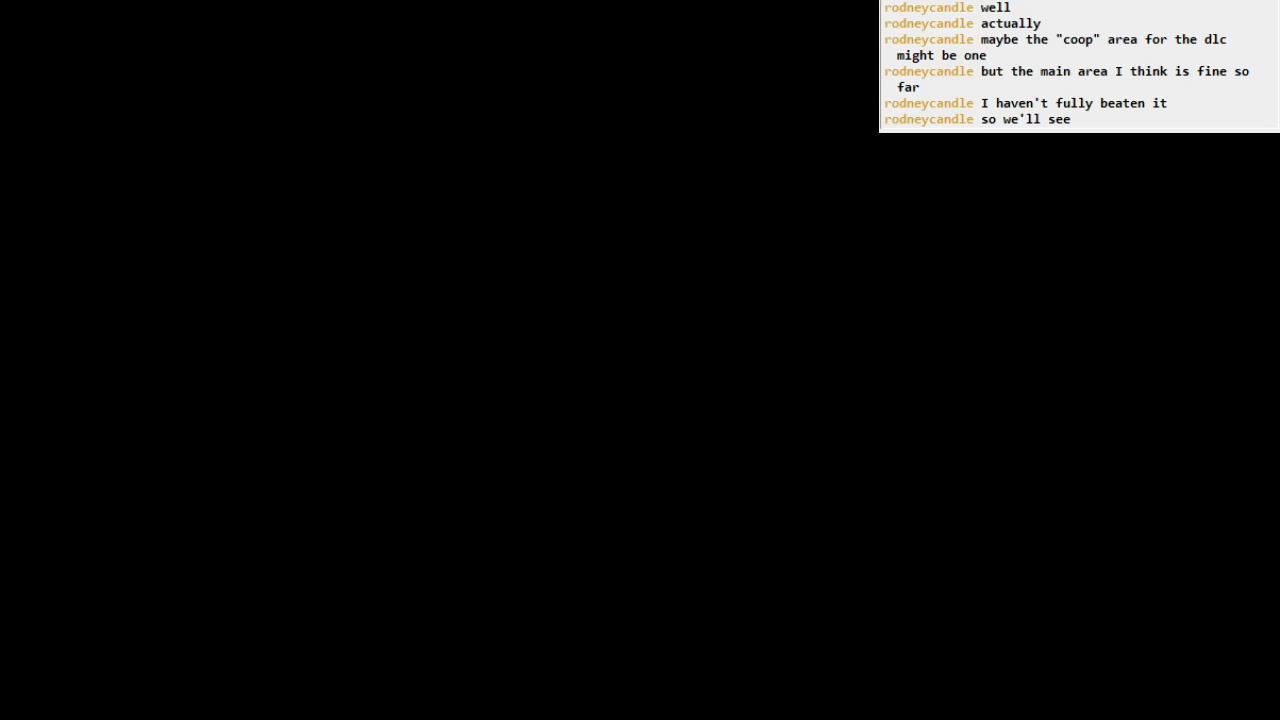 rodneycandle well
rodneycandle actually
rodneycandle maybe the "coop" area for the dlc
might be one
rodneycandle but the main area I think is fine so
far
rodneycandle I haven't fully beaten it
rodneycandle so we'll see